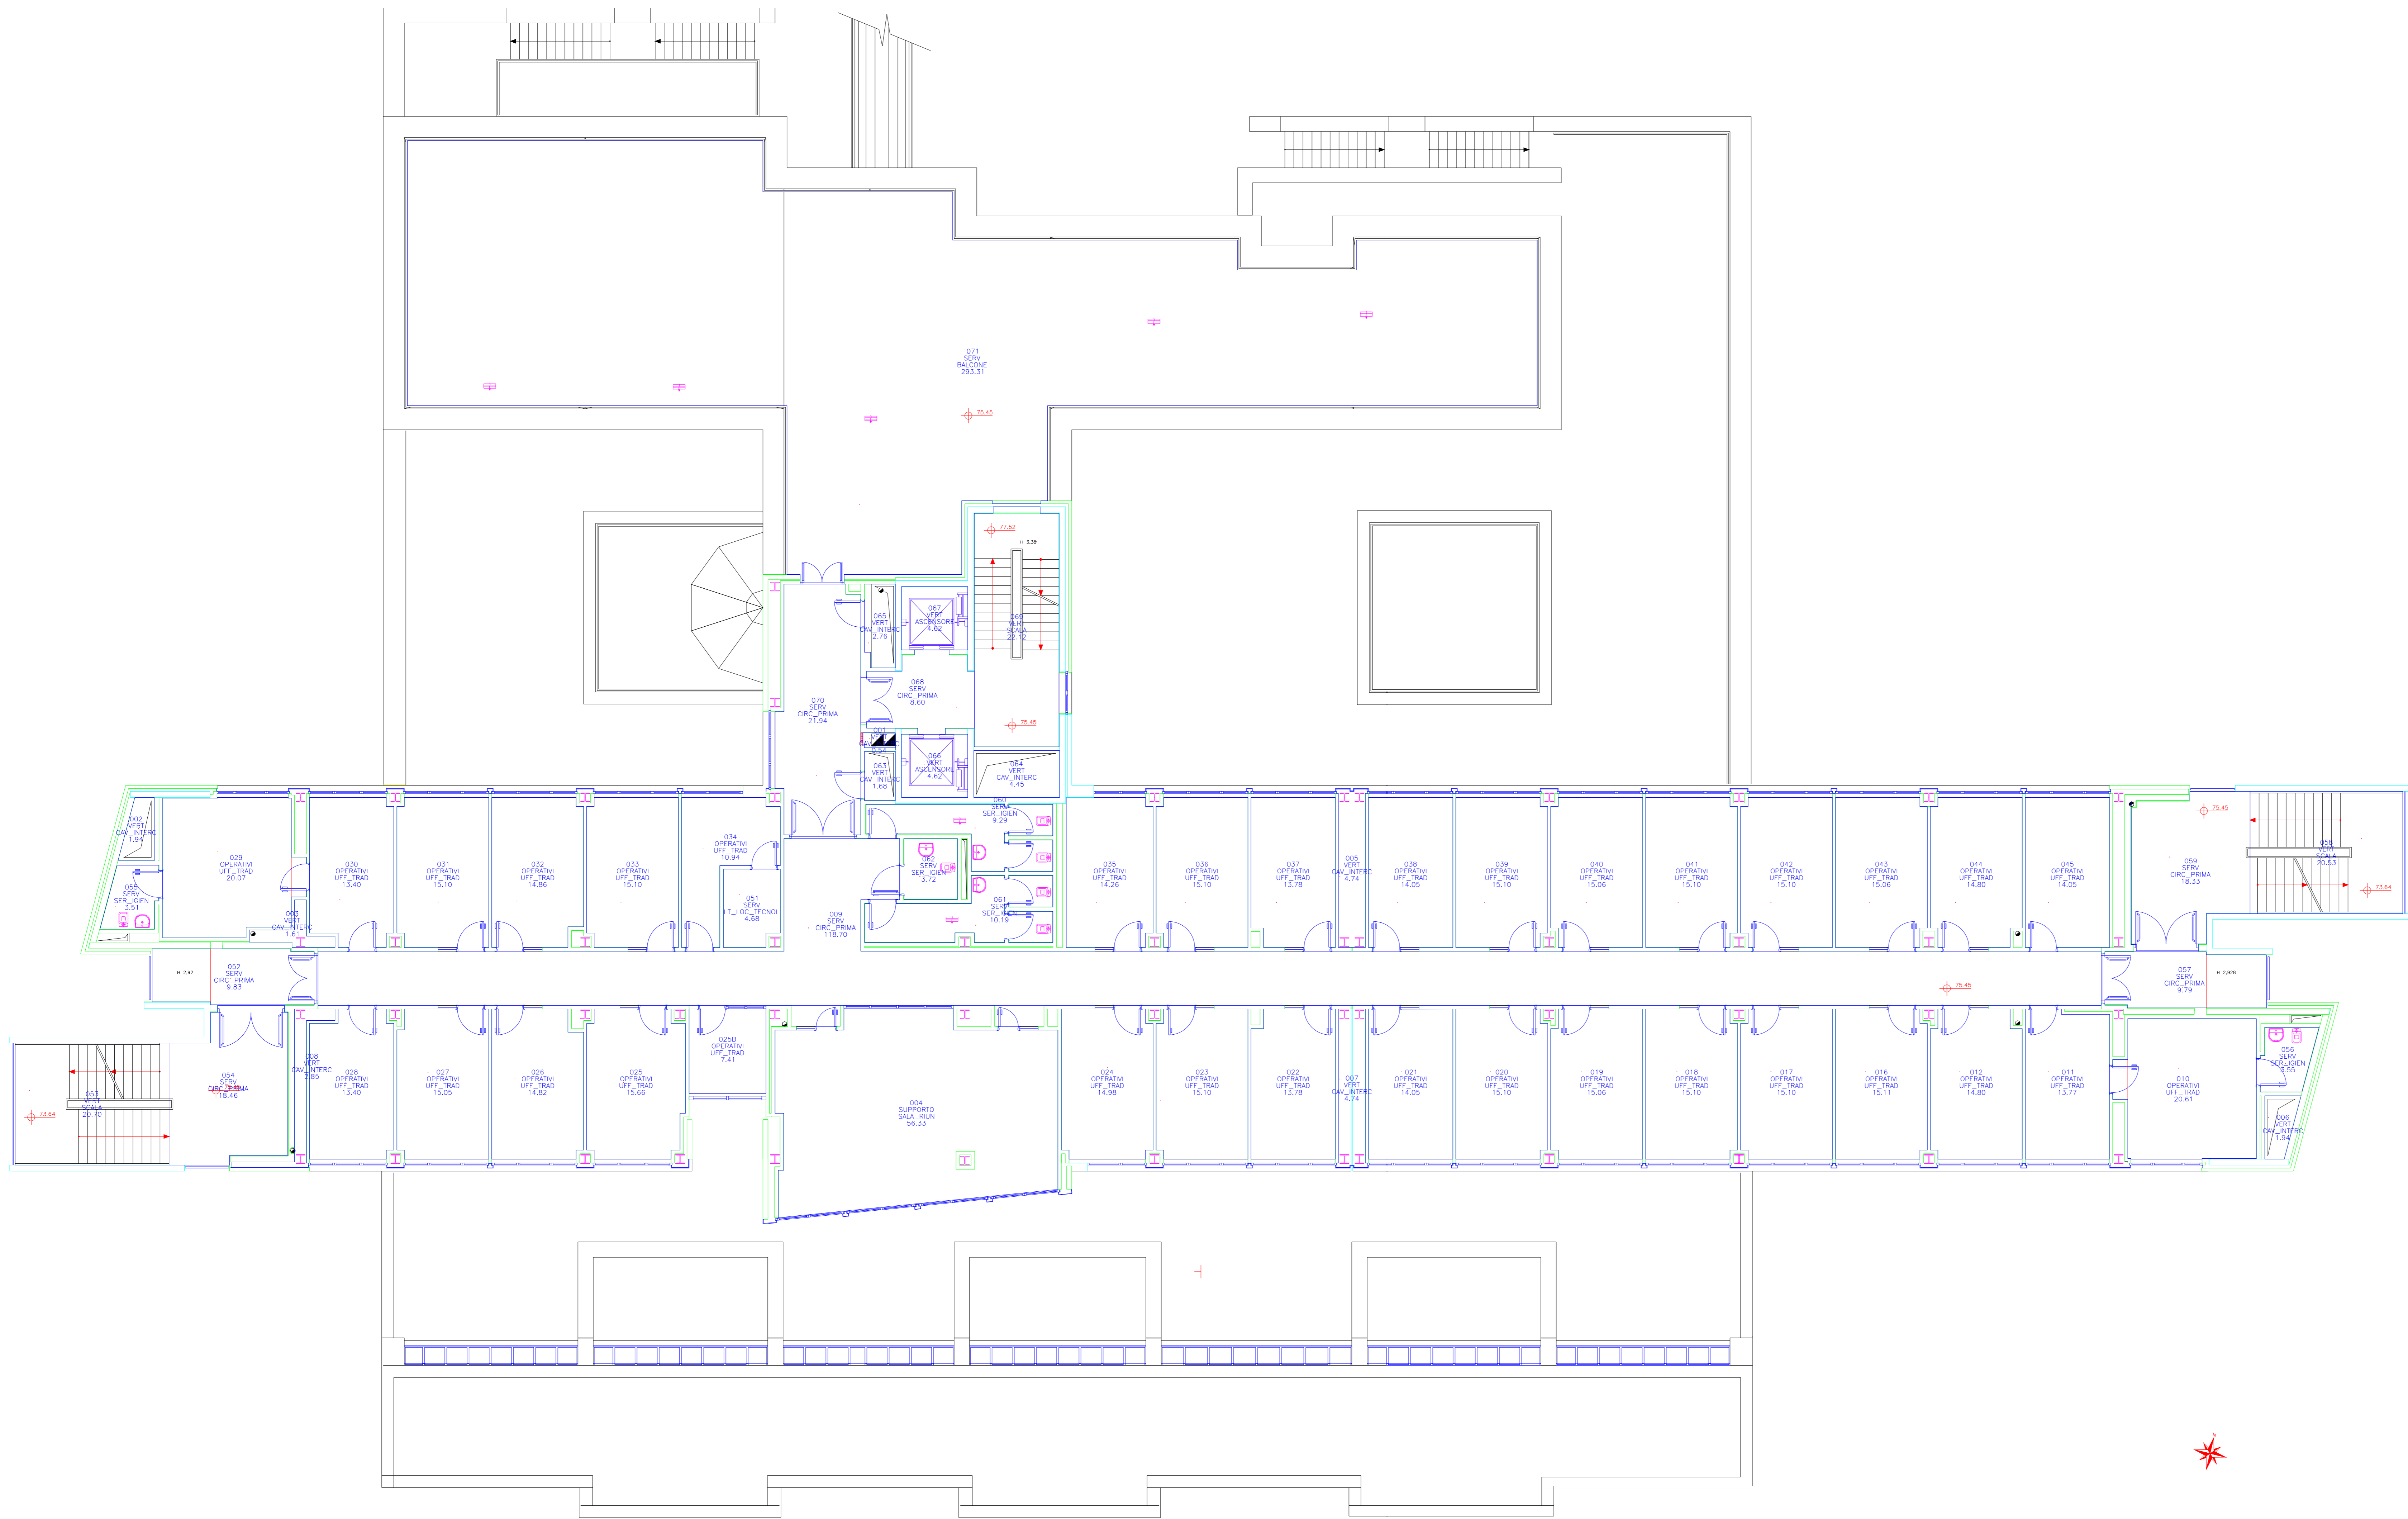 071
SERV
BALCONE
293.31
75.45
77.52
H 3,39
067
VERT
ASCENSORE
4.62
065
VERT
CAV_INTERC
2.76
069
VERT
SCALA
22.12
068
SERV
CIRC_PRIMA
8.60
070
SERV
CIRC_PRIMA
21.94
75.45
001
VERT
066
VERT
ASCENSORE
4.62
063
VERT
CAV_INTERC
1.68
064
VERT
CAV_INTERC
4.45
060
SERV
SER_IGIEN
9.29
062
SERV
SER_IGIEN
3.72
061
SERV
SER_IGIEN
10.19
002
VERT
CAV_INTERC
1.94
055
SERV
SER_IGIEN
3.51
029
OPERATIVI
UFF_TRAD
20.07
003
VERT
CAV_INTERC
1.61
030
OPERATIVI
UFF_TRAD
13.40
031
OPERATIVI
UFF_TRAD
15.10
032
OPERATIVI
UFF_TRAD
14.86
033
OPERATIVI
UFF_TRAD
15.10
034
OPERATIVI
UFF_TRAD
10.94
051
SERV
LT_LOC_TECNOL
4.68
009
SERV
CIRC_PRIMA
118.70
035
OPERATIVI
UFF_TRAD
14.26
036
OPERATIVI
UFF_TRAD
15.10
037
OPERATIVI
UFF_TRAD
13.78
005
VERT
CAV_INTERC
4.74
038
OPERATIVI
UFF_TRAD
14.05
039
OPERATIVI
UFF_TRAD
15.10
040
OPERATIVI
UFF_TRAD
15.06
041
OPERATIVI
UFF_TRAD
15.10
042
OPERATIVI
UFF_TRAD
15.10
043
OPERATIVI
UFF_TRAD
15.06
044
OPERATIVI
UFF_TRAD
14.80
045
OPERATIVI
UFF_TRAD
14.05
75.45
059
SERV
CIRC_PRIMA
18.33
058
VERT
SCALA
20.53
73.64
H 2,92
052
SERV
CIRC_PRIMA
9.83
75.45
057
SERV
CIRC_PRIMA
9.79
H 2,928
053
VERT
SCALA
20.70
73.64
054
SERV
CIRC_PRIMA
118.46
008
VERT
CAV_INTERC
2.85
028
OPERATIVI
UFF_TRAD
13.40
027
OPERATIVI
UFF_TRAD
15.05
026
OPERATIVI
UFF_TRAD
14.82
025
OPERATIVI
UFF_TRAD
15.66
025B
OPERATIVI
UFF_TRAD
7.41
004
SUPPORTO
SALA_RIUN
56.33
024
OPERATIVI
UFF_TRAD
14.98
023
OPERATIVI
UFF_TRAD
15.10
022
OPERATIVI
UFF_TRAD
13.78
007
VERT
CAV_INTERC
4.74
021
OPERATIVI
UFF_TRAD
14.05
020
OPERATIVI
UFF_TRAD
15.10
019
OPERATIVI
UFF_TRAD
15.06
018
OPERATIVI
UFF_TRAD
15.10
017
OPERATIVI
UFF_TRAD
15.10
016
OPERATIVI
UFF_TRAD
15.11
012
OPERATIVI
UFF_TRAD
14.80
011
OPERATIVI
UFF_TRAD
13.77
010
OPERATIVI
UFF_TRAD
20.61
056
SERV
SER_IGIEN
3.55
006
VERT
CAV_INTERC
1.94
N